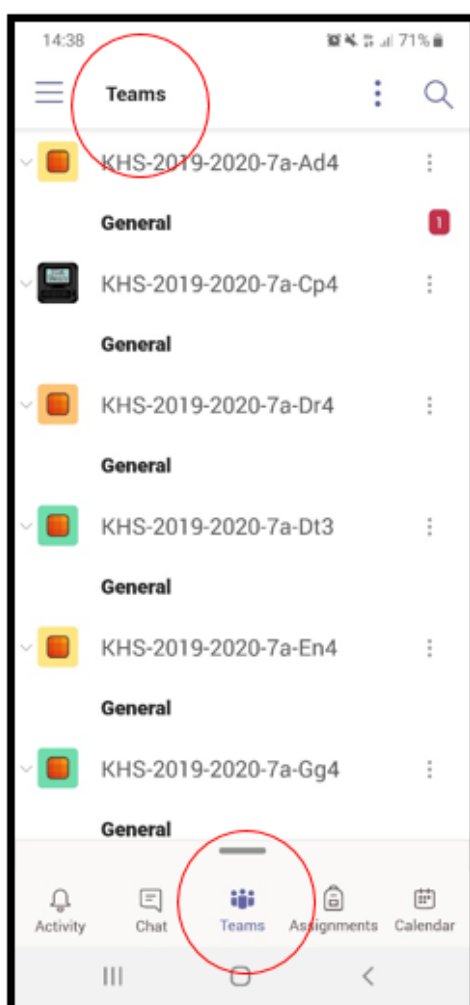 14:38 71%
Teams
KHS-2019-2020-7a-Ad4
General 1
KHS-2019-2020-7a-Cp4
General
KHS-2019-2020-7a-Dr4
General
KHS-2019-2020-7a-Dt3
General
KHS-2019-2020-7a-En4
General
KHS-2019-2020-7a-Gg4
General
Activity Chat Teams Assignments Calendar